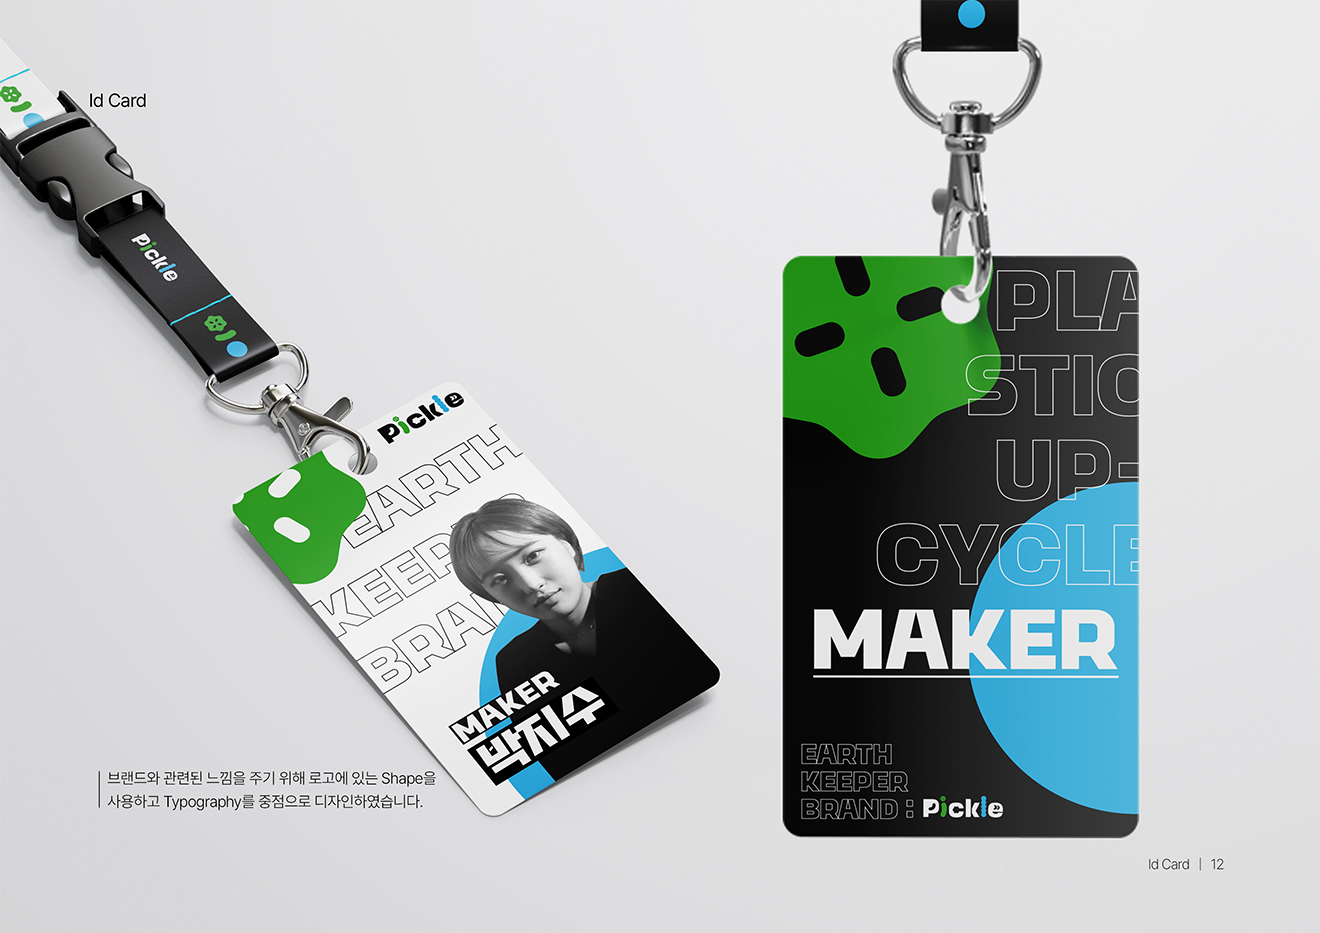 Id Card
Pickle
Pickle
EARTH
KEEPER
BRAND
MAKER
박지수
브랜드와 관련된 느낌을 주기 위해 로고에 있는 Shape을
사용하고 Typography를 중점으로 디자인하였습니다.
PLA
STIC
UP-
CYCLE
MAKER
EARTH
KEEPER
BRAND : Pickle
Id Card | 12